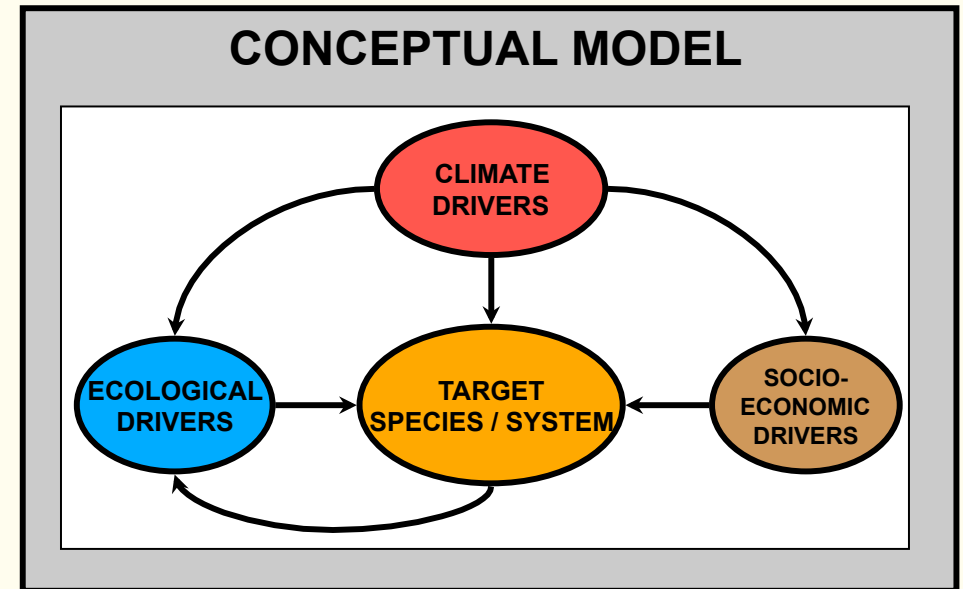 CONCEPTUAL MODEL
CLIMATE
DRIVERS
ECOLOGICAL
DRIVERS
TARGET
SPECIES / SYSTEM
SOCIO-
ECONOMIC
DRIVERS